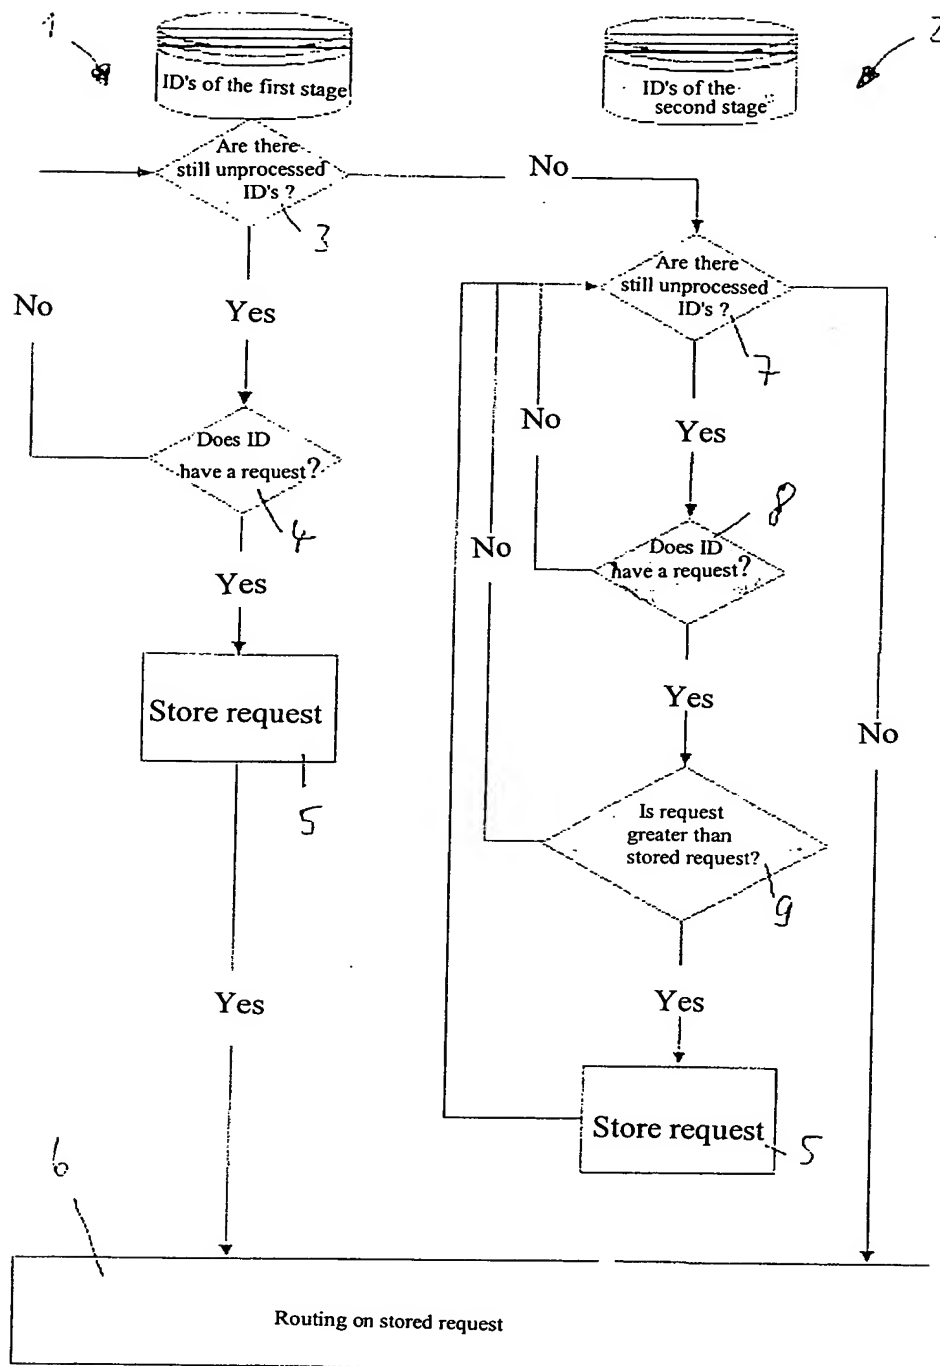 1
2
ID's of the first stage
ID's of the
second stage
Are there
still unprocessed
ID's ?
3
No
Yes
No
Does ID
have a request?
4
Yes
Store request
5
Yes
6
Are there
still unprocessed
ID's ?
7
No
Yes
8
No
Does ID
have a request?
Yes
No
Is request
greater than
stored request?
9
Yes
Store request
5
Routing on stored request